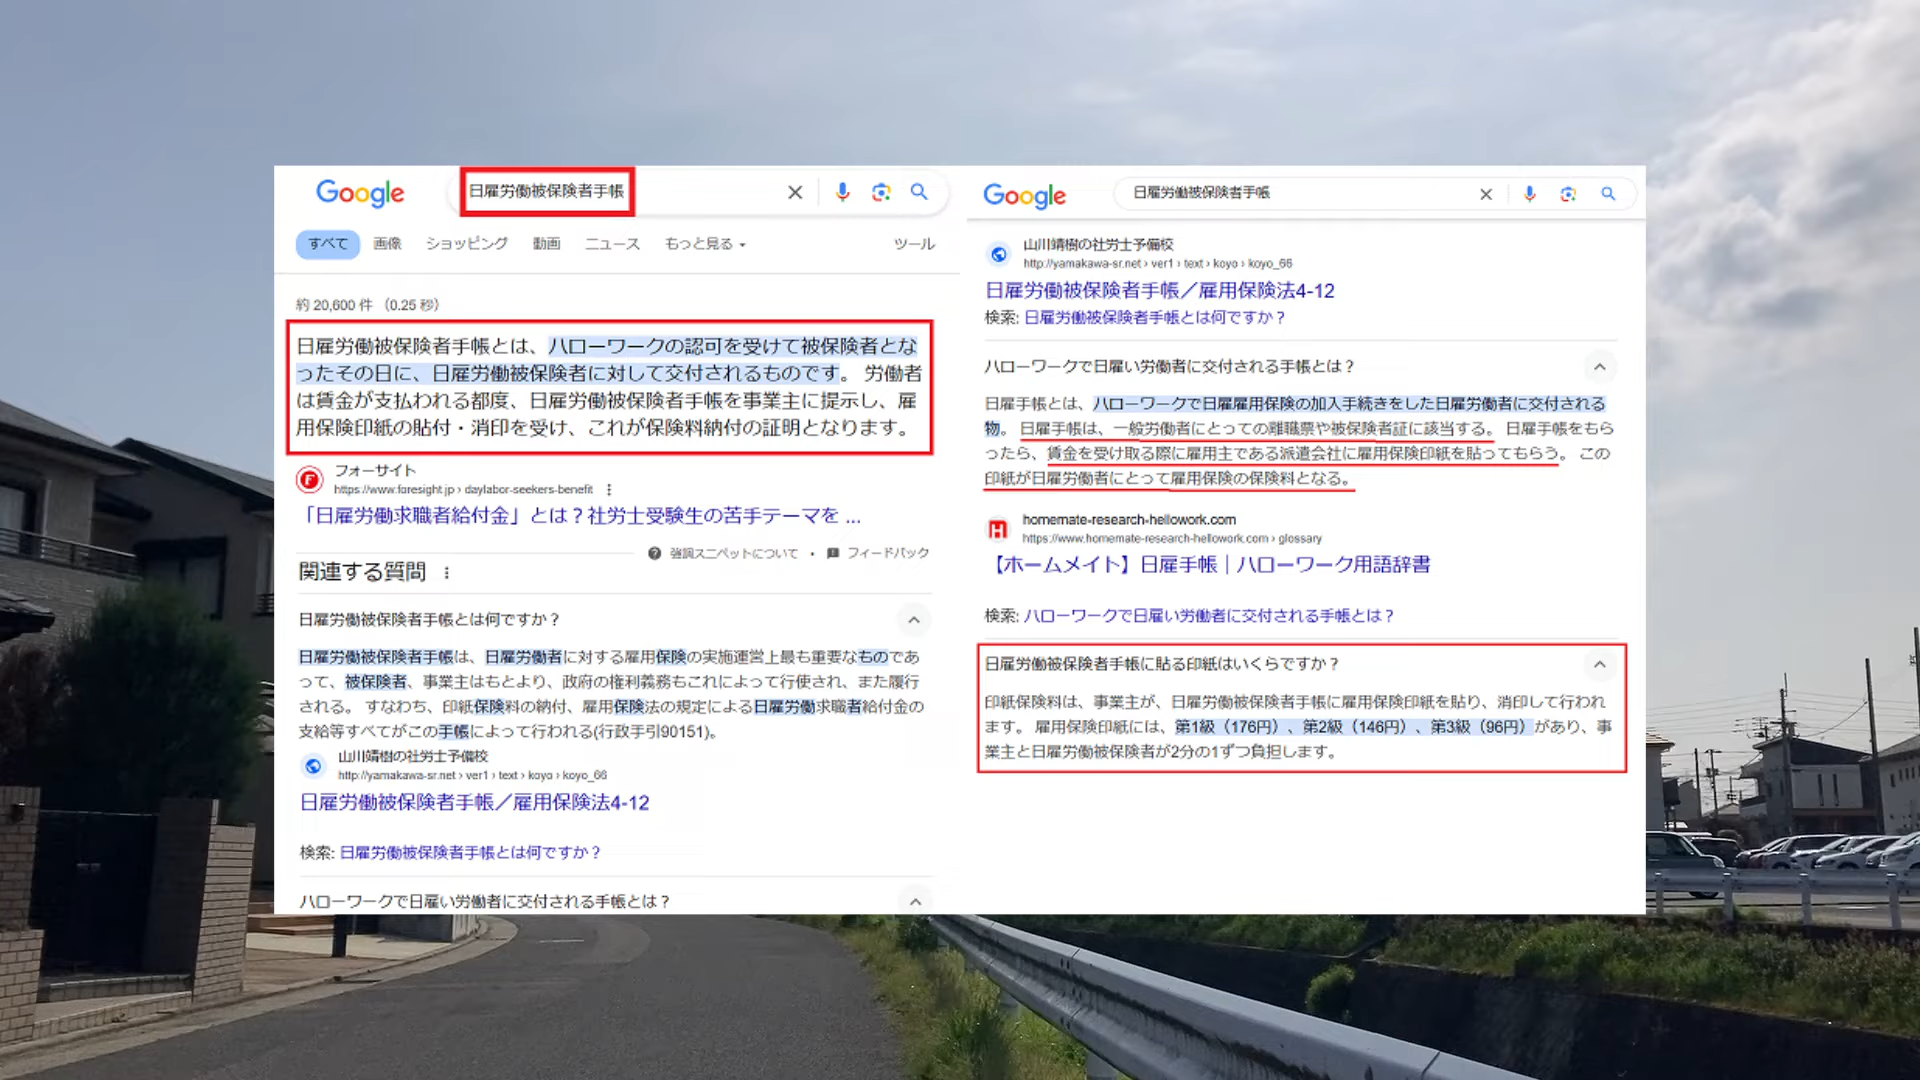 Google
日雇労働被保険者手帳
すべて
画像
ショッピング
動画
ニュース
もっと見る
ツール
約 20,600 件 （0.25 秒）
日雇労働被保険者手帳とは、ハローワークの認可を受けて被保険者とな
ったその日に、日雇労働被保険者に対して交付されるものです。 労働者
は賃金が支払われる都度、日雇労働被保険者手帳を事業主に提示し、雇
用保険印紙の貼付・消印を受け、これが保険料納付の証明となります。
フォーサイト
https://www.foresight.jp › daylabor-seekers-benefit
「日雇労働求職者給付金」とは？社労士受験生の苦手テーマを ...
強調スニペットについて ・ フィードバック
関連する質問
日雇労働被保険者手帳とは何ですか？
日雇労働被保険者手帳は、日雇労働者に対する雇用保険の実施運営上最も重要なものであ
って、被保険者、事業主はもとより、政府の権利義務もこれによって行使され、また履行
される。 すなわち、印紙保険料の納付、雇用保険法の規定による日雇労働求職者給付金の
支給等すべてがこの手帳によって行われる(行政手引90151)。
山川靖樹の社労士予備校
http://yamakawa-sr.net › ver1 › text › koyo › koyo_66
日雇労働被保険者手帳／雇用保険法4-12
検索: 日雇労働被保険者手帳とは何ですか？
ハローワークで日雇い労働者に交付される手帳とは？
Google
日雇労働被保険者手帳
山川靖樹の社労士予備校
http://yamakawa-sr.net › ver1 › text › koyo › koyo_66
日雇労働被保険者手帳／雇用保険法4-12
検索: 日雇労働被保険者手帳とは何ですか？
ハローワークで日雇い労働者に交付される手帳とは？
日雇手帳とは、ハローワークで日雇雇用保険の加入手続きをした日雇労働者に交付される
物。 日雇手帳は、一般労働者にとっての離職票や被保険者証に該当する。 日雇手帳をもら
ったら、賃金を受け取る際に雇用主である派遣会社に雇用保険印紙を貼ってもらう。 この
印紙が日雇労働者にとって雇用保険の保険料となる。
homemate-research-hellowork.com
https://www.homemate-research-hellowork.com › glossary
【ホームメイト】日雇手帳｜ハローワーク用語辞書
検索: ハローワークで日雇い労働者に交付される手帳とは？
日雇労働被保険者手帳に貼る印紙はいくらですか？
印紙保険料は、事業主が、日雇労働被保険者手帳に雇用保険印紙を貼り、消印して行われ
ます。 雇用保険印紙には、第1級（176円）、第2級（146円）、第3級（96円）があり、事
業主と日雇労働被保険者が2分の1ずつ負担します。